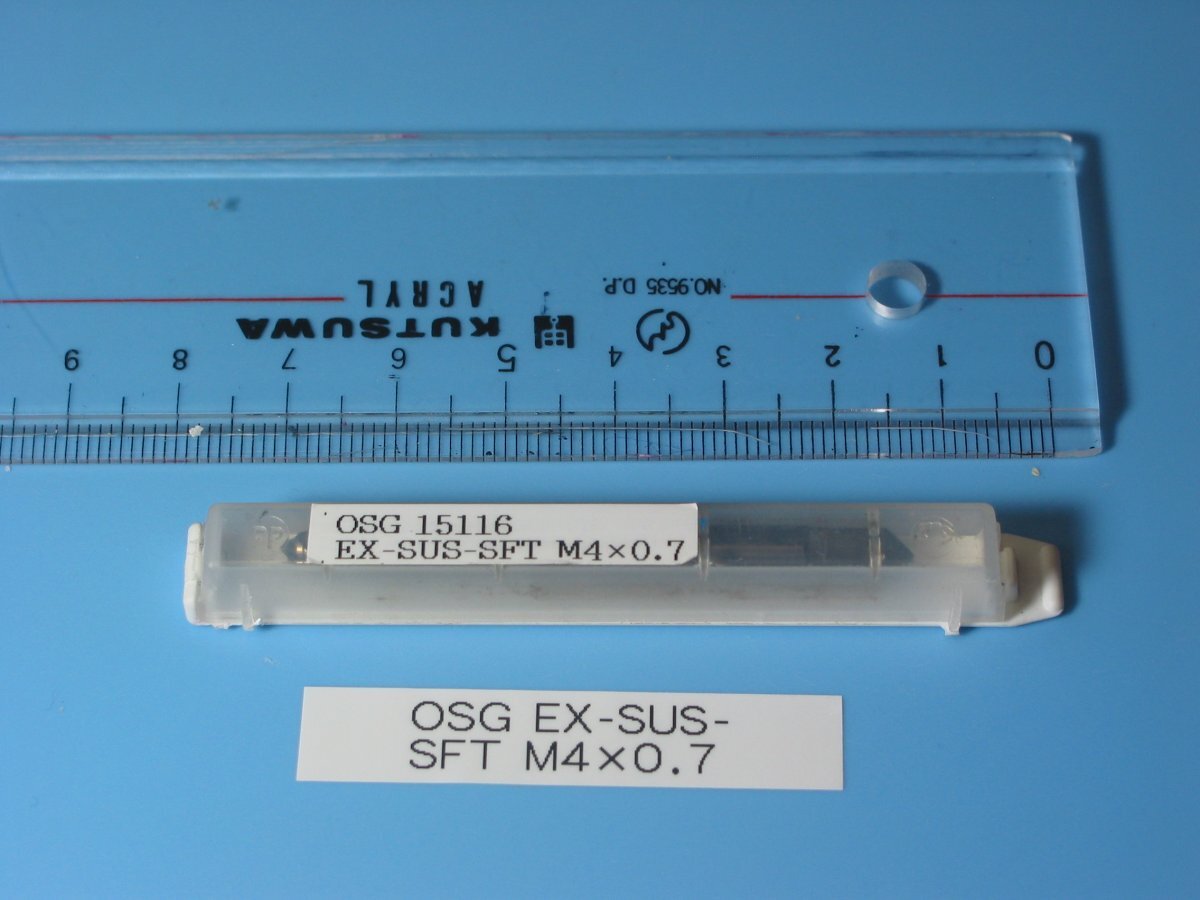 NO.9535 D.P.
ACRYL
KUTSUWA
0 1 2 3 4 5 6 7 8 9
OSG 15116
EX-SUS-SFT M4×0.7
OSG EX-SUS-
SFT M4×0.7